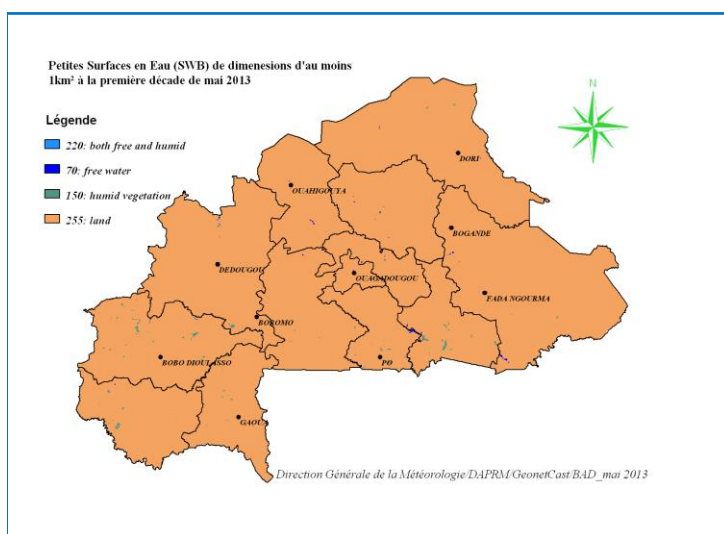 Petites Surfaces en Eau (SWB) de dimenesions d'au moins
1km² à la première décade de mai 2013
N
Légende
220: both free and humid
70: free water
150: humid vegetation
255: land
DORI
OUAHIGOUYA
BOGANDE
DEDOUGOU
OUAGADOUGOU
FADA NGOURMA
BOROMO
BOBO DIOULASSO
PO
GAOUA
Direction Générale de la Météorologie/DAPRM/GeonetCast/BAD_mai 2013